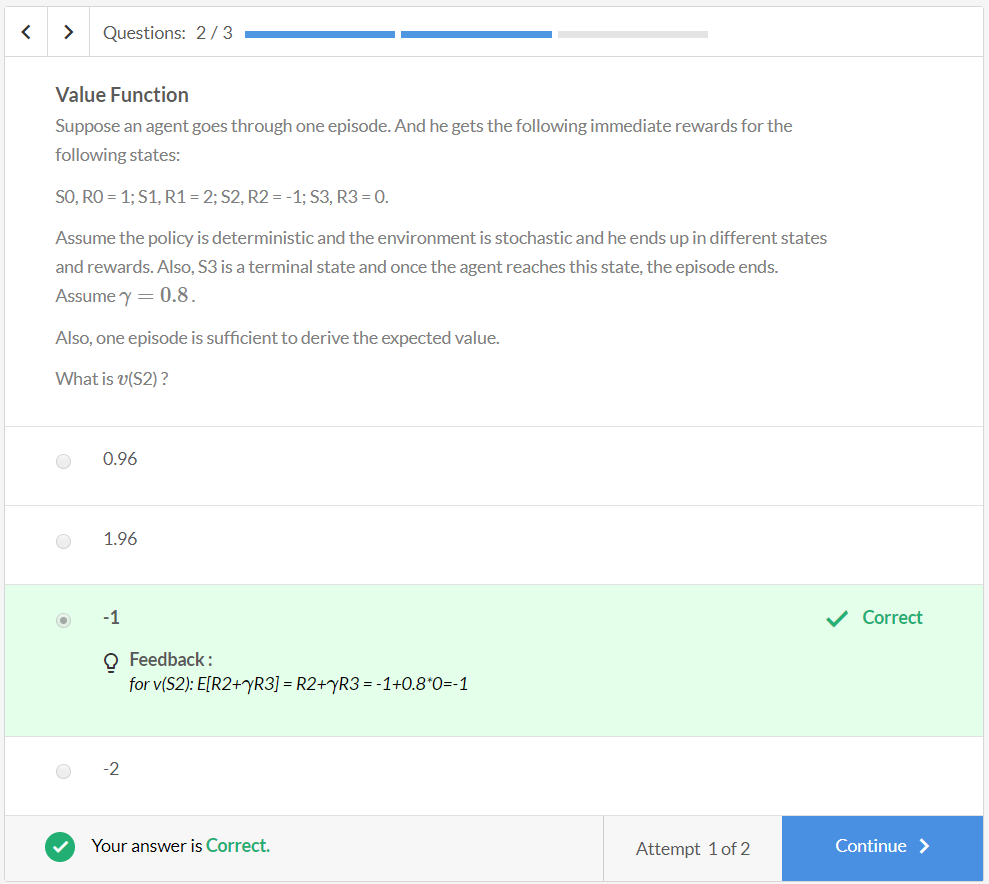 Questions: 2 / 3
Value Function
Suppose an agent goes through one episode. And he gets the following immediate rewards for the
following states:
S0, R0 = 1; S1, R1 = 2; S2, R2 = -1; S3, R3 = 0.
Assume the policy is deterministic and the environment is stochastic and he ends up in different states
and rewards. Also, S3 is a terminal state and once the agent reaches this state, the episode ends.
Assume γ = 0.8.
Also, one episode is sufficient to derive the expected value.
What is v(S2) ?
0.96
1.96
-1
Correct
Feedback :
for v(S2): E[R2+γR3] = R2+γR3 = -1+0.8*0=-1
-2
Your answer is Correct.
Attempt 1 of 2
Continue